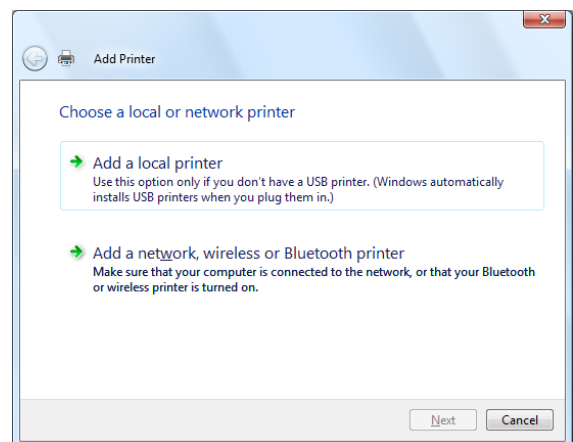 Add Printer
Choose a local or network printer
Add a local printer
Use this option only if you don't have a USB printer. (Windows automatically
installs USB printers when you plug them in.)
Add a network, wireless or Bluetooth printer
Make sure that your computer is connected to the network, or that your Bluetooth
or wireless printer is turned on.
Next Cancel